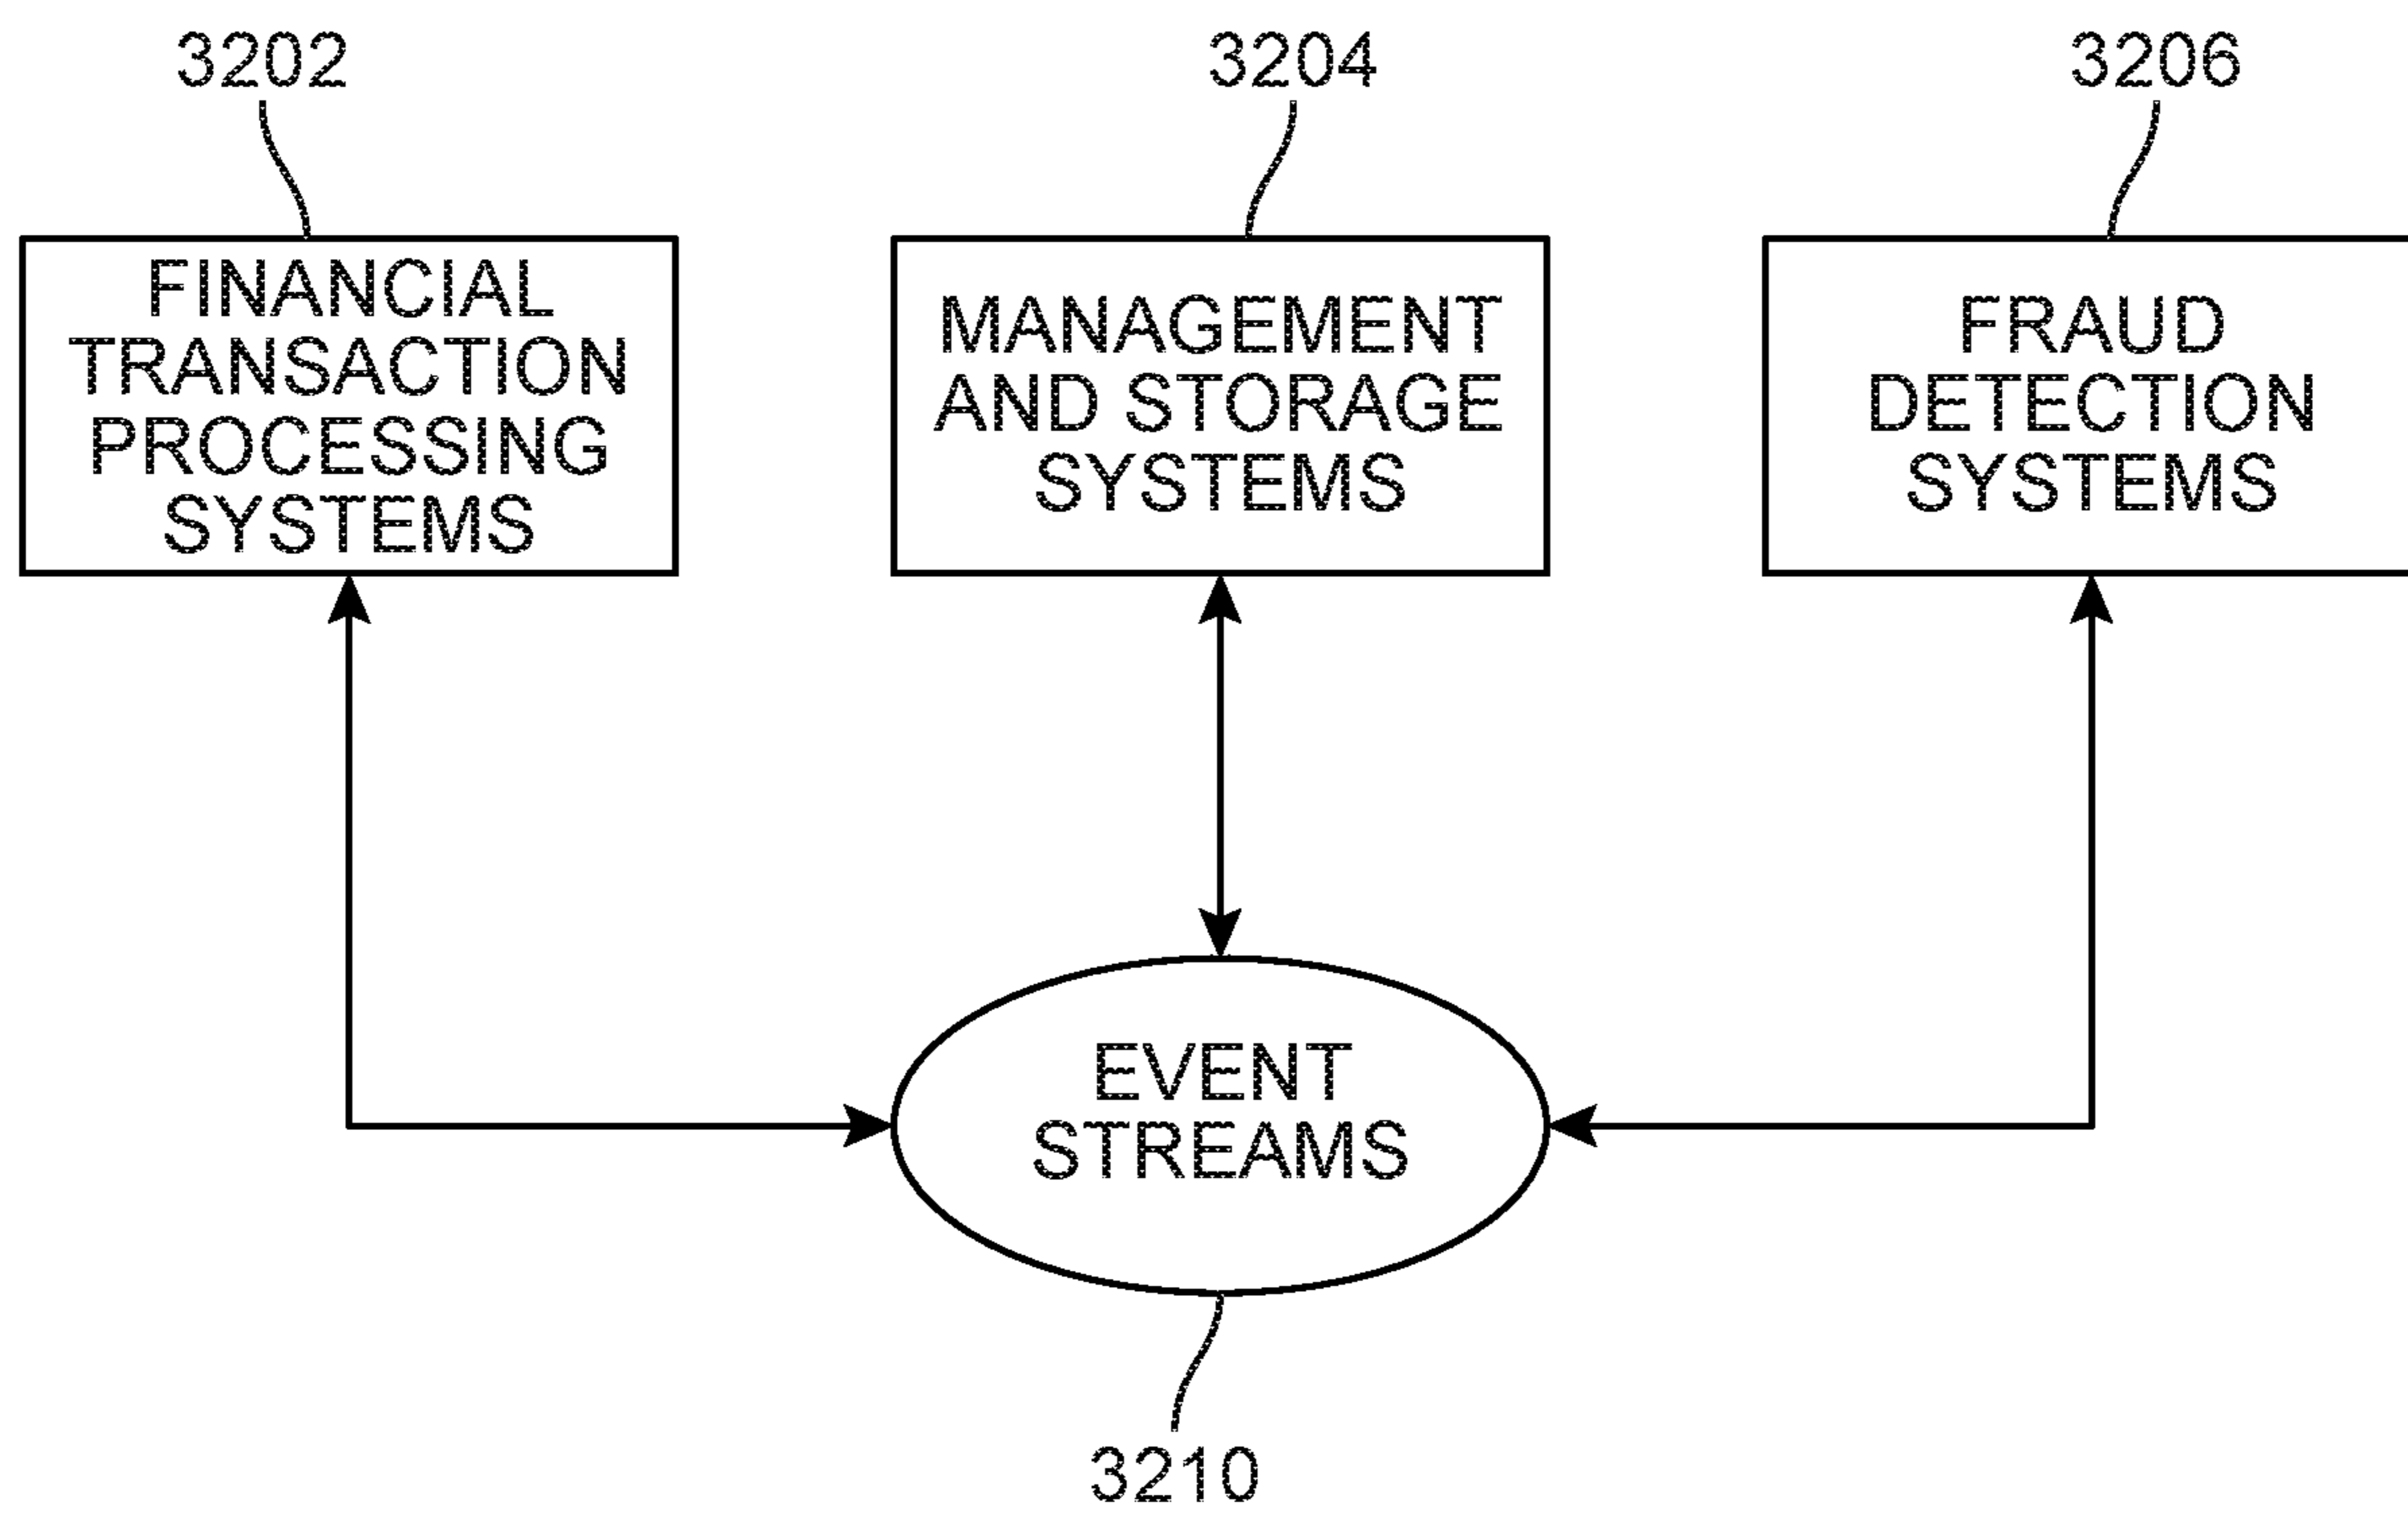 3202
3204
3206
FINANCIAL
TRANSACTION
PROCESSING
SYSTEMS
MANAGEMENT
AND STORAGE
SYSTEMS
FRAUD
DETECTION
SYSTEMS
EVENT
STREAMS
3210